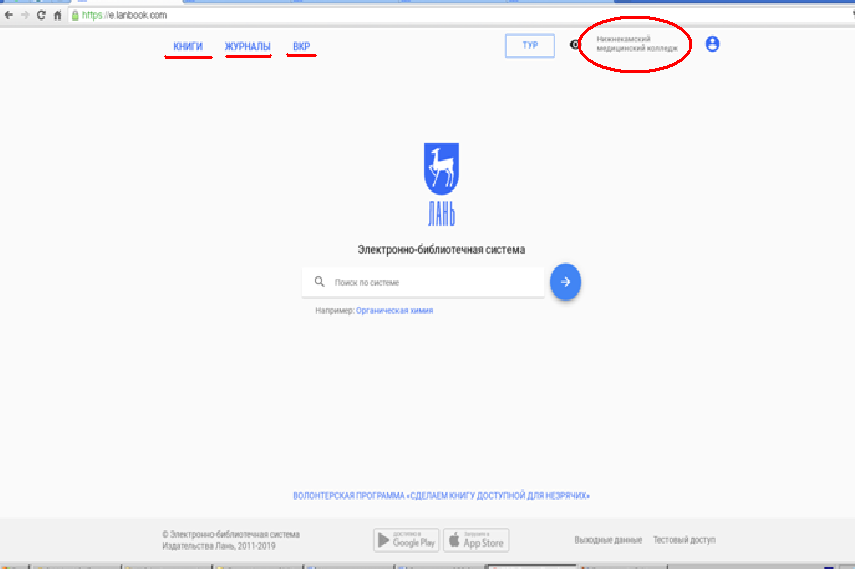 https://e.lanbook.com
КНИГИ ЖУРНАЛЫ ВКР
ТУР
Нижнекамский
медицинский колледж
ЛАНЬ
Электронно-библиотечная система
Поиск по системе
Например: Органическая химия
ВОЛОНТЕРСКАЯ ПРОГРАММА «СДЕЛАЕМ КНИГУ ДОСТУПНОЙ ДЛЯ НЕЗРЯЧИХ»
© Электронно-библиотечная система
Издательства Лань, 2011-2019
ДОСТУПНО В
Google Play
Загрузите в
App Store
Выходные данные Тестовый доступ